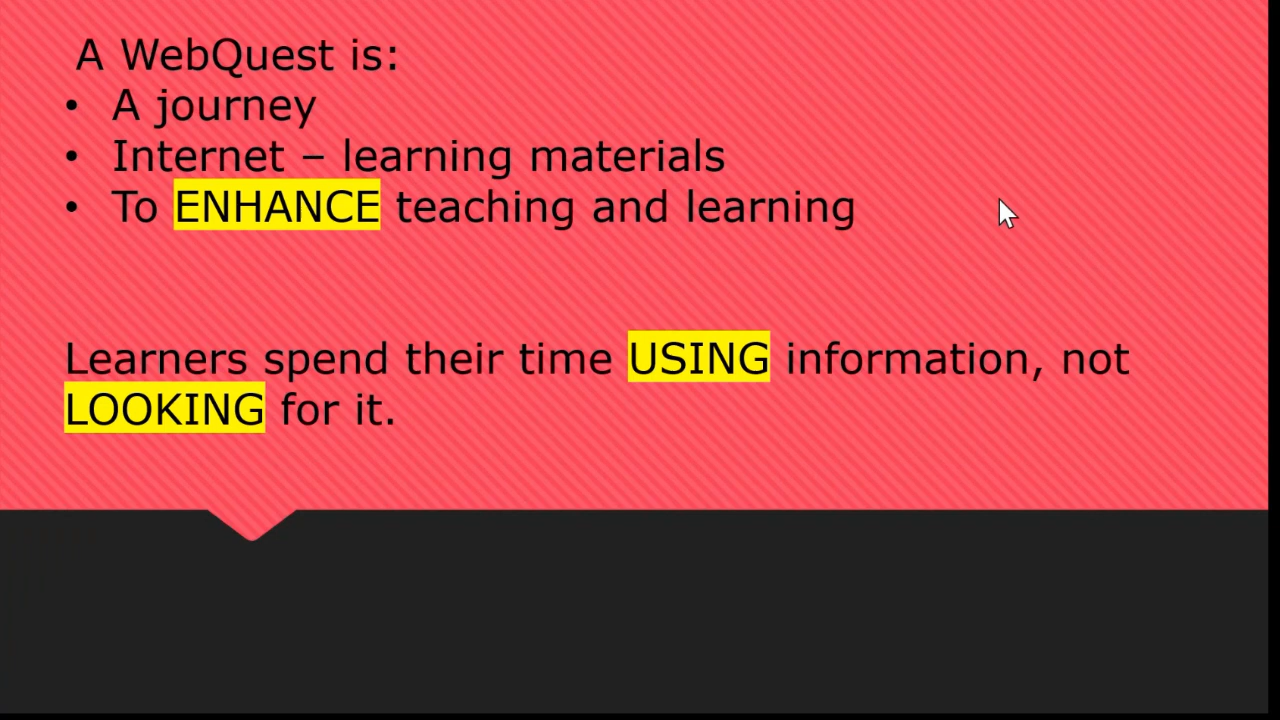 A WebQuest is:
• A journey
• Internet – learning materials
• To ENHANCE teaching and learning
Learners spend their time USING information, not
LOOKING for it.